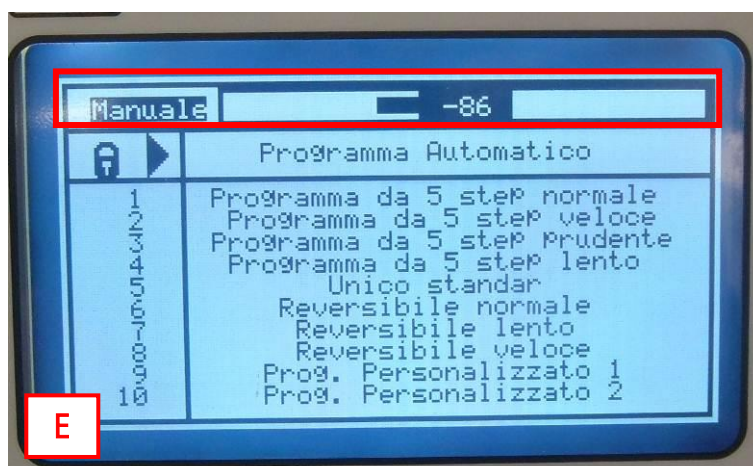 Manuale -86
Programma Automatico
1 Programma da 5 step normale
2 Programma da 5 step veloce
3 Programma da 5 step prudente
4 Programma da 5 step lento
5 Unico standar
6 Reversibile normale
7 Reversibile lento
8 Reversibile veloce
9 Prog. Personalizzato 1
10 Prog. Personalizzato 2
E